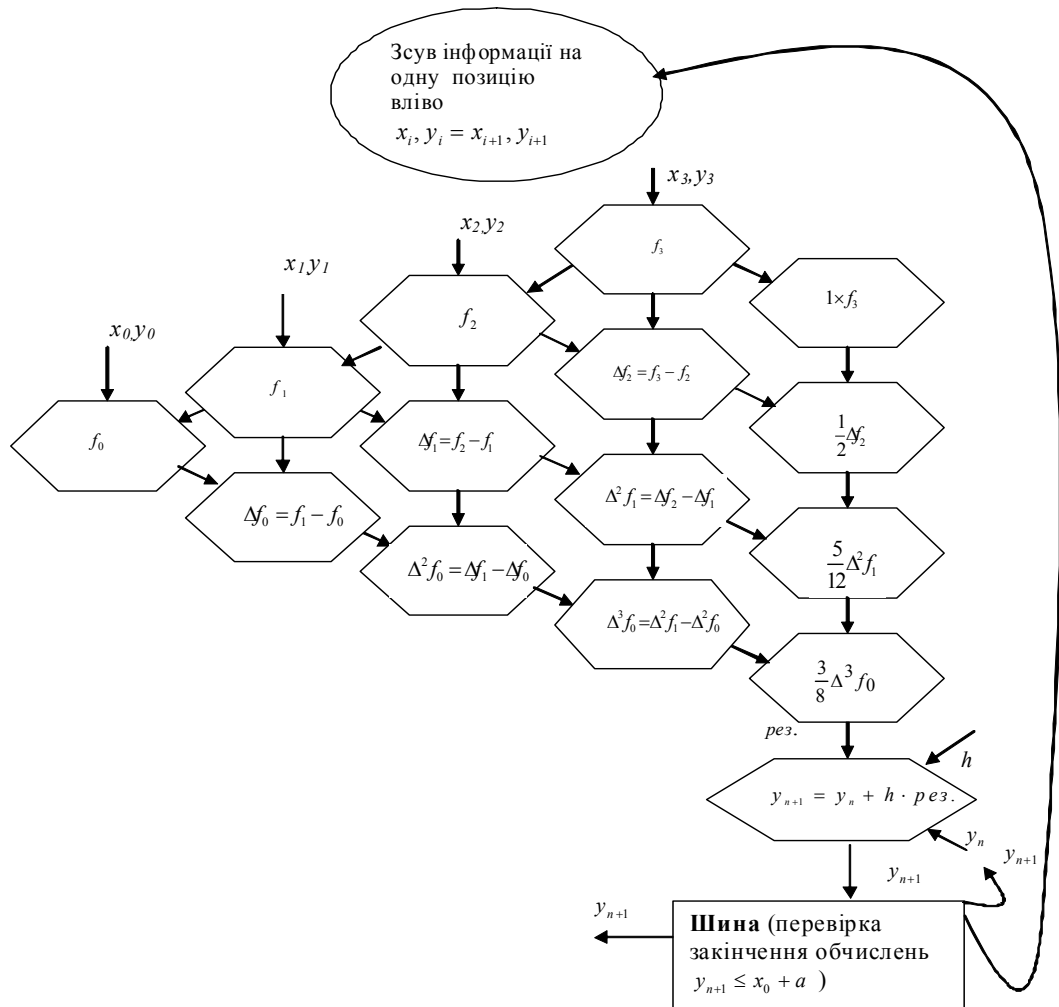 Зсув інформації на
одну позицію
вліво
x_i, y_i = x_{i+1}, y_{i+1}
x_3,y_3
f_3
x_2,y_2
1×f_3
x_1,y_1
f_2
x_0,y_0
Δf_2 = f_3 − f_2
f_1
f_0
Δf_1 = f_2 − f_1
1/2 Δf_2
Δ^2 f_1 = Δf_2 − Δf_1
Δf_0 = f_1 − f_0
Δ^2 f_0 = Δf_1 − Δf_0
5/12 Δ^2 f_1
Δ^3 f_0 = Δ^2 f_1 − Δ^2 f_0
3/8 Δ^3 f_0
рез.
h
y_{n+1} = y_n + h · рез.
y_n
y_{n+1}
y_{n+1}
y_{n+1}
Шина (перевірка
закінчення обчислень
y_{n+1} ≤ x_0 + a )